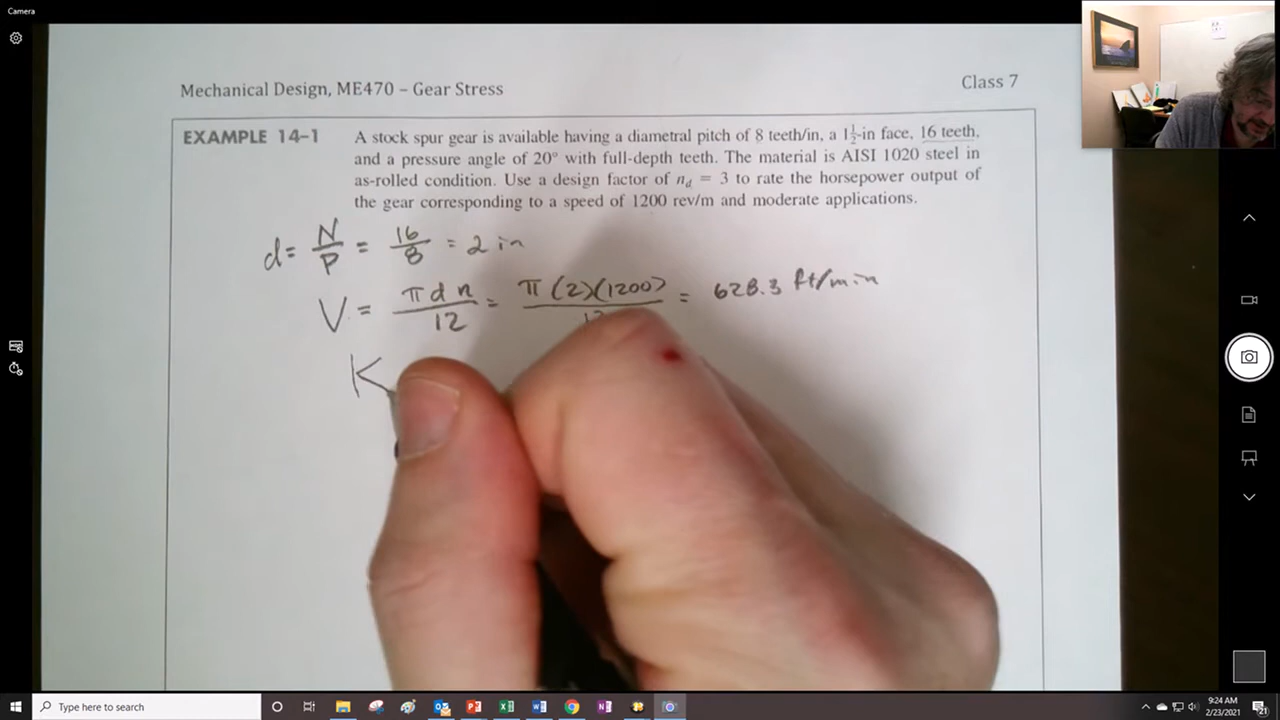 Camera
Mechanical Design, ME470 – Gear Stress
Class 7
EXAMPLE 14–1 A stock spur gear is available having a diametral pitch of 8 teeth/in, a 1½-in face, 16 teeth,
and a pressure angle of 20° with full-depth teeth. The material is AISI 1020 steel in
as-rolled condition. Use a design factor of n_d = 3 to rate the horsepower output of
the gear corresponding to a speed of 1200 rev/m and moderate applications.
d = N/P = 16/8 = 2 in
V = πdn/12 = π(2)(1200)/12 = 628.3 ft/min
K
Type here to search
9:24 AM
2/23/2021
21